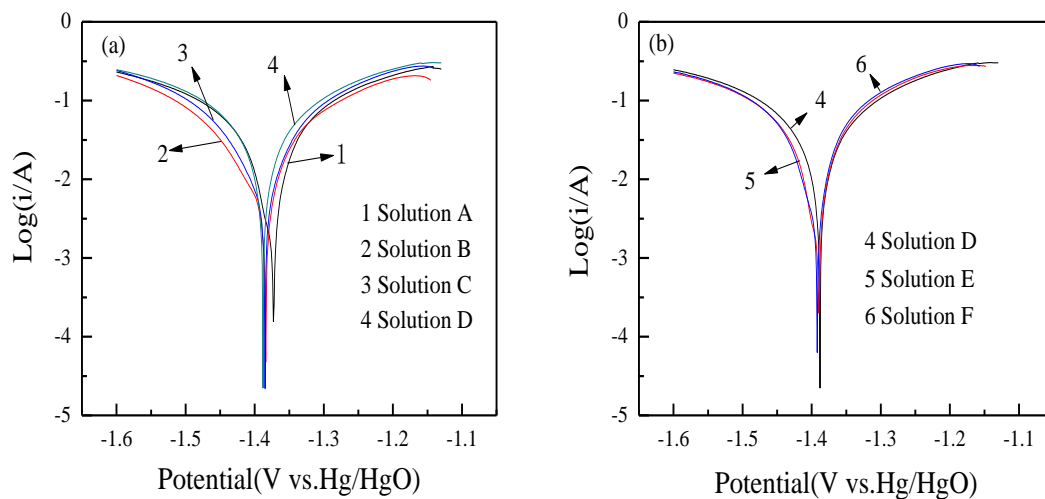 (a)
3
4
2
1
1 Solution A
2 Solution B
3 Solution C
4 Solution D
0
-1
-2
-3
-4
-5
Log(i/A)
-1.6 -1.5 -1.4 -1.3 -1.2 -1.1
Potential(V vs.Hg/HgO)
(b)
6
4
5
4 Solution D
5 Solution E
6 Solution F
0
-1
-2
-3
-4
-5
Log(i/A)
-1.6 -1.5 -1.4 -1.3 -1.2 -1.1
Potential(V vs.Hg/HgO)